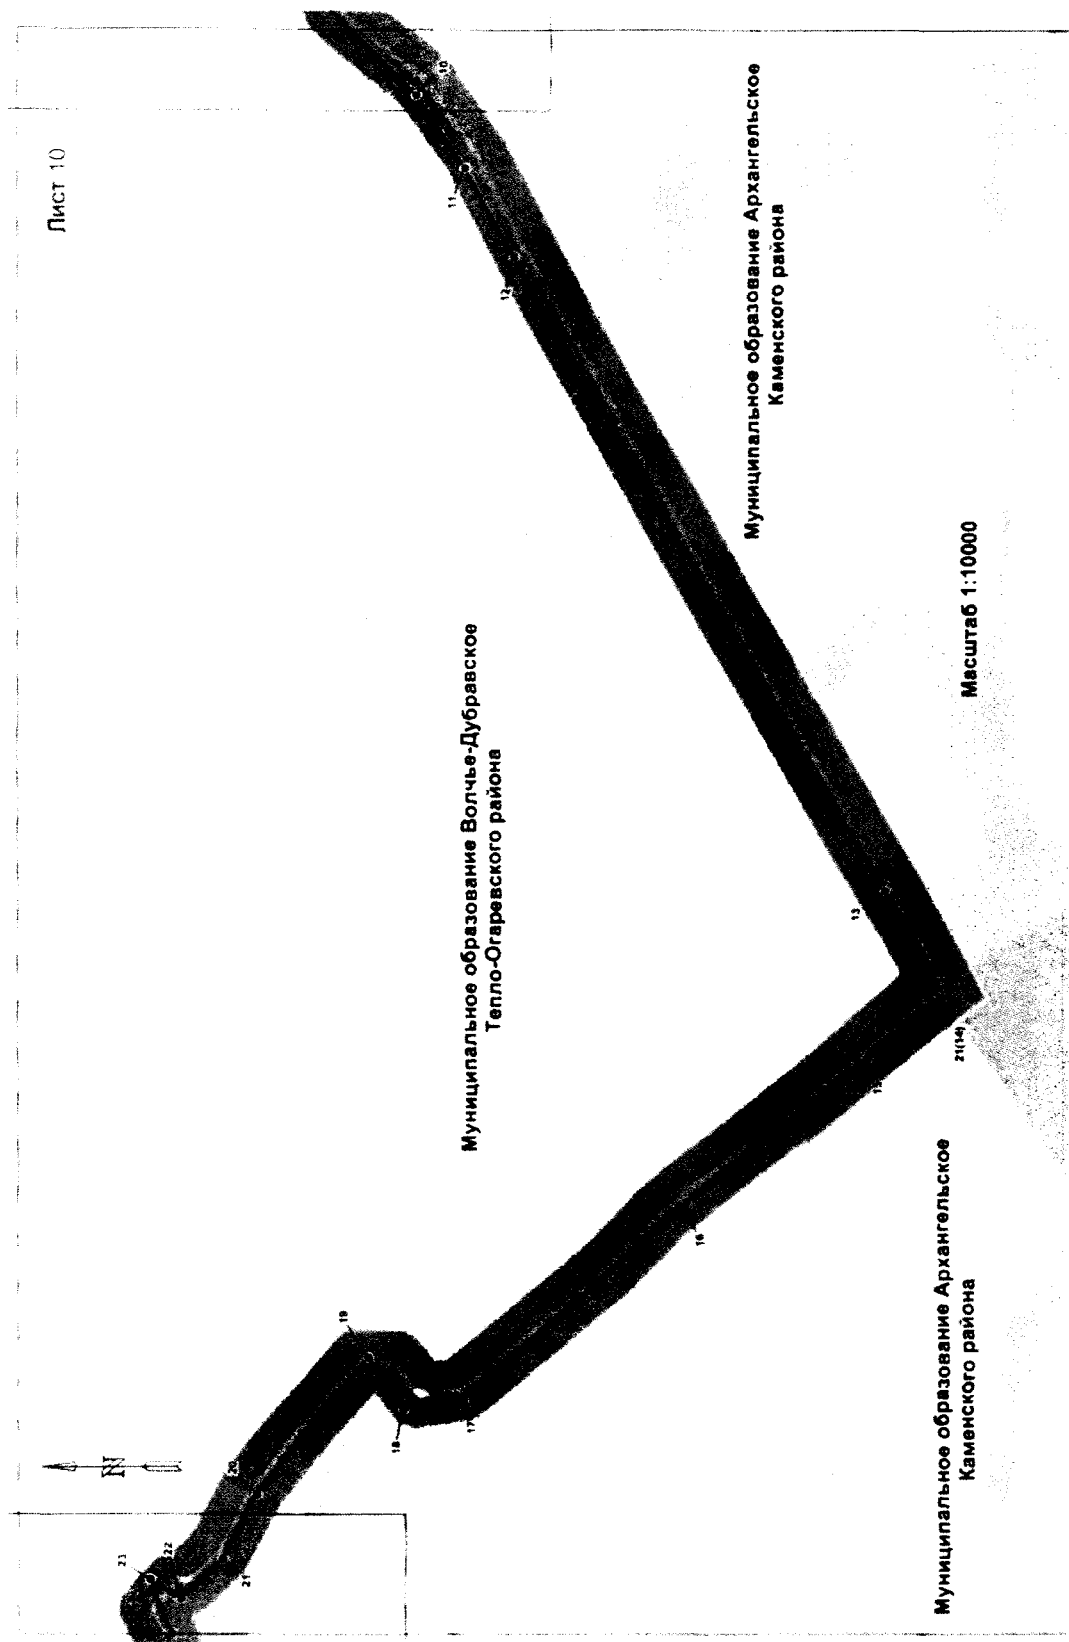 Лист 10
10
11
12
Муниципальное образование Архангельское
Каменского района
Муниципальное образование Волчье-Дубравское
Тепло-Огаревского района
Масштаб 1:10000
13
21(14)
16
17
18
19
20
21
22
23
N
Муниципальное образование Архангельское
Каменского района